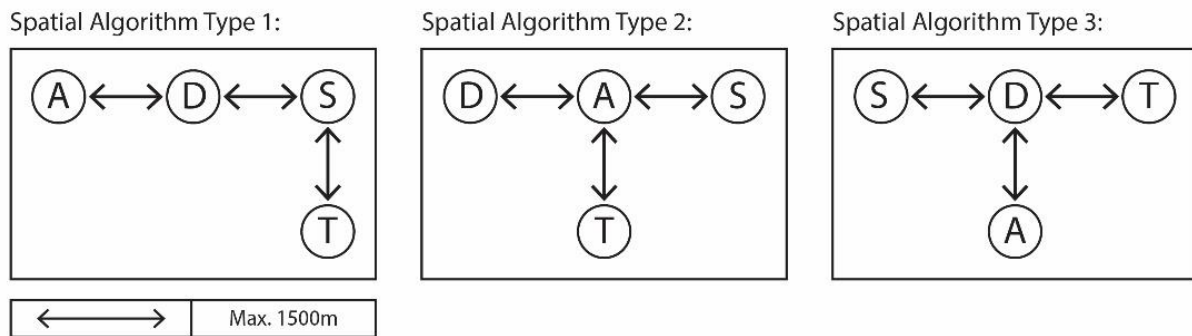 Spatial Algorithm Type 1:
Spatial Algorithm Type 2:
Spatial Algorithm Type 3:
A D S
T
D A S
T
S D T
A
Max. 1500m